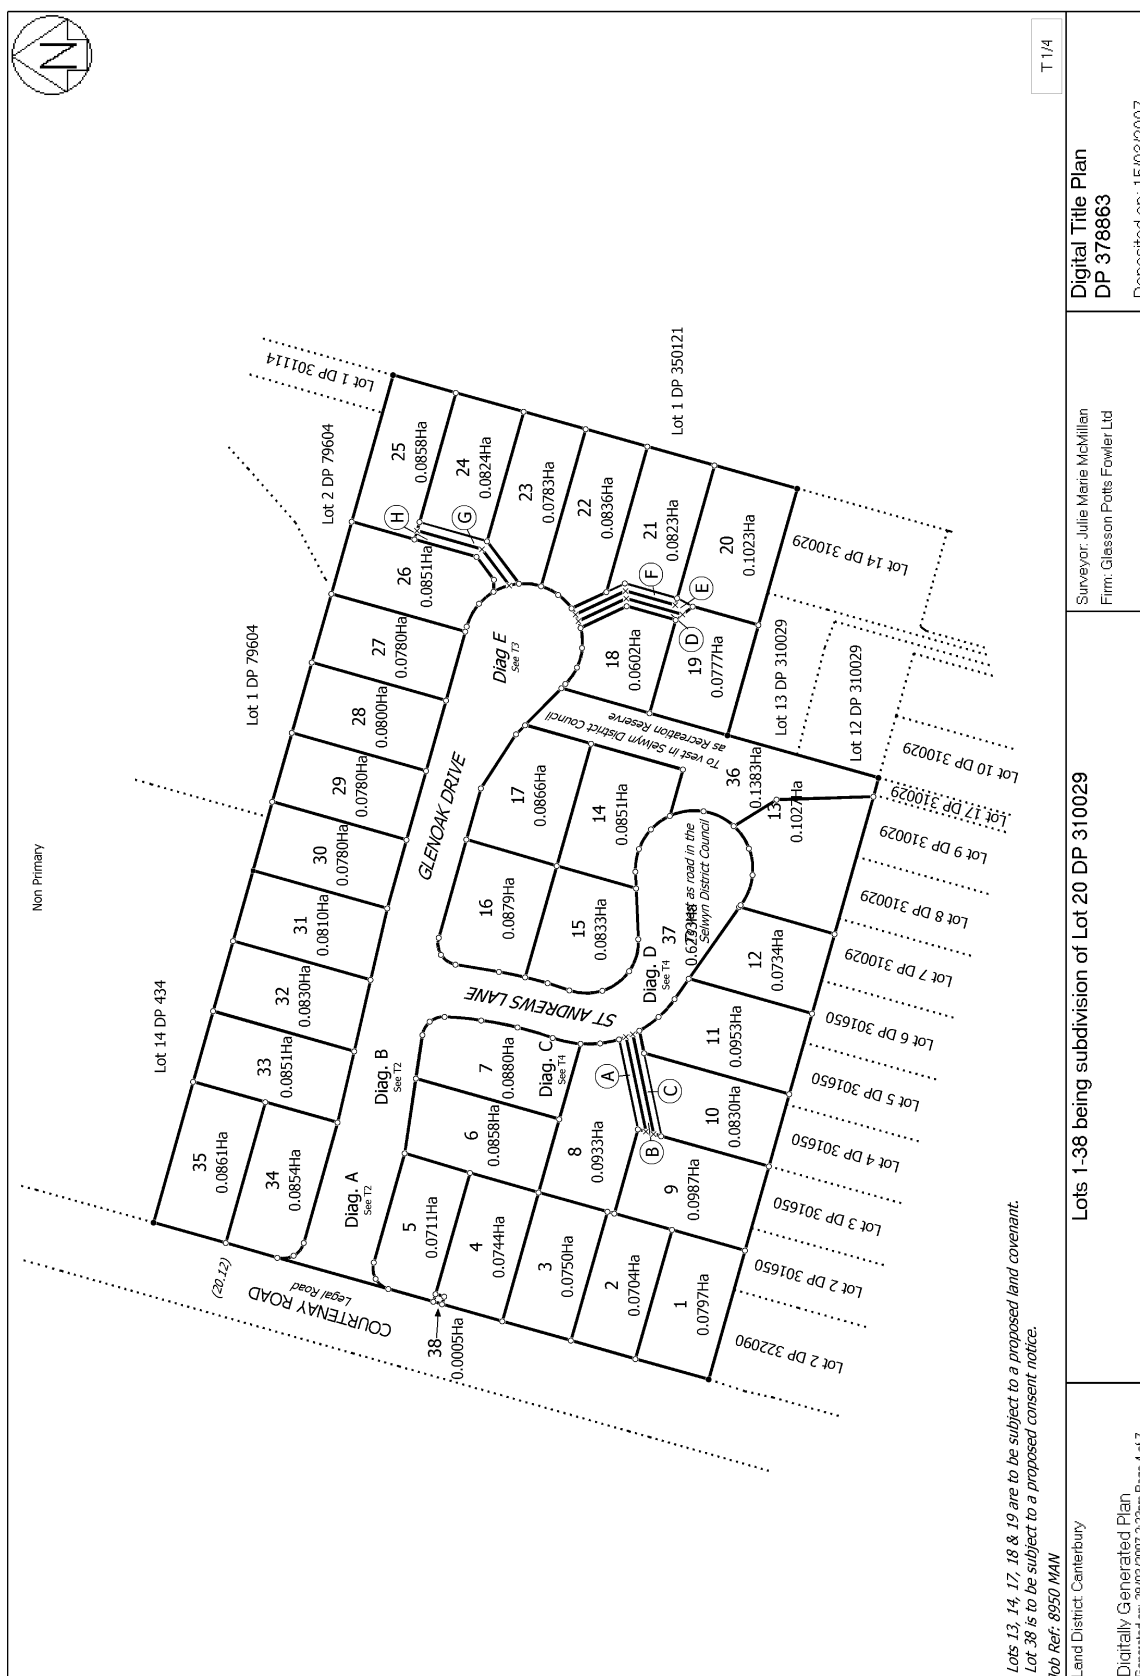 N
T 1/4
Non Primary
Lot 14 DP 434
Lot 1 DP 79604
Lot 2 DP 79604
Lot 1 DP 301114
Lot 1 DP 350121
35
0.0861Ha
34
0.0854Ha
33
0.0851Ha
32
0.0830Ha
31
0.0810Ha
30
0.0780Ha
29
0.0780Ha
28
0.0800Ha
27
0.0780Ha
26
0.0851Ha
25
0.0858Ha
24
0.0824Ha
23
0.0783Ha
22
0.0836Ha
21
0.0823Ha
20
0.1023Ha
19
0.0777Ha
18
0.0602Ha
H
G
F
E
D
Diag E
See T3
GLENOAK DRIVE
Diag. A
See T2
Diag. B
See T2
17
0.0866Ha
16
0.0879Ha
15
0.0833Ha
14
0.0851Ha
To vest in Selwyn District Council
as Recreation Reserve
36
0.1383Ha
13
0.1027Ha
37
as road in the
Selwyn District Council
Diag. D
See T4
ST ANDREWS LANE
Diag. C
See T4
12
0.0734Ha
11
0.0953Ha
10
0.0830Ha
9
0.0987Ha
8
0.0933Ha
7
0.0880Ha
6
0.0858Ha
5
0.0711Ha
4
0.0744Ha
3
0.0750Ha
2
0.0704Ha
1
0.0797Ha
A
B
C
38
0.0005Ha
(20.12)
COURTENAY ROAD
Legal Road
Lot 2 DP 322090
Lot 2 DP 301650
Lot 3 DP 301650
Lot 4 DP 301650
Lot 5 DP 301650
Lot 6 DP 301650
Lot 7 DP 310029
Lot 8 DP 310029
Lot 9 DP 310029
Lot 17 DP 310029
Lot 10 DP 310029
Lot 12 DP 310029
Lot 13 DP 310029
Lot 14 DP 310029
Lots 13, 14, 17, 18 & 19 are to be subject to a proposed land covenant.
Lot 38 is to be subject to a proposed consent notice.
Job Ref: 8950 MAN
Land District: Canterbury
Digitally Generated Plan
Lots 1-38 being subdivision of Lot 20 DP 310029
Surveyor: Julie Marie McMillan
Firm: Glasson Potts Fowler Ltd
Digital Title Plan
DP 378863